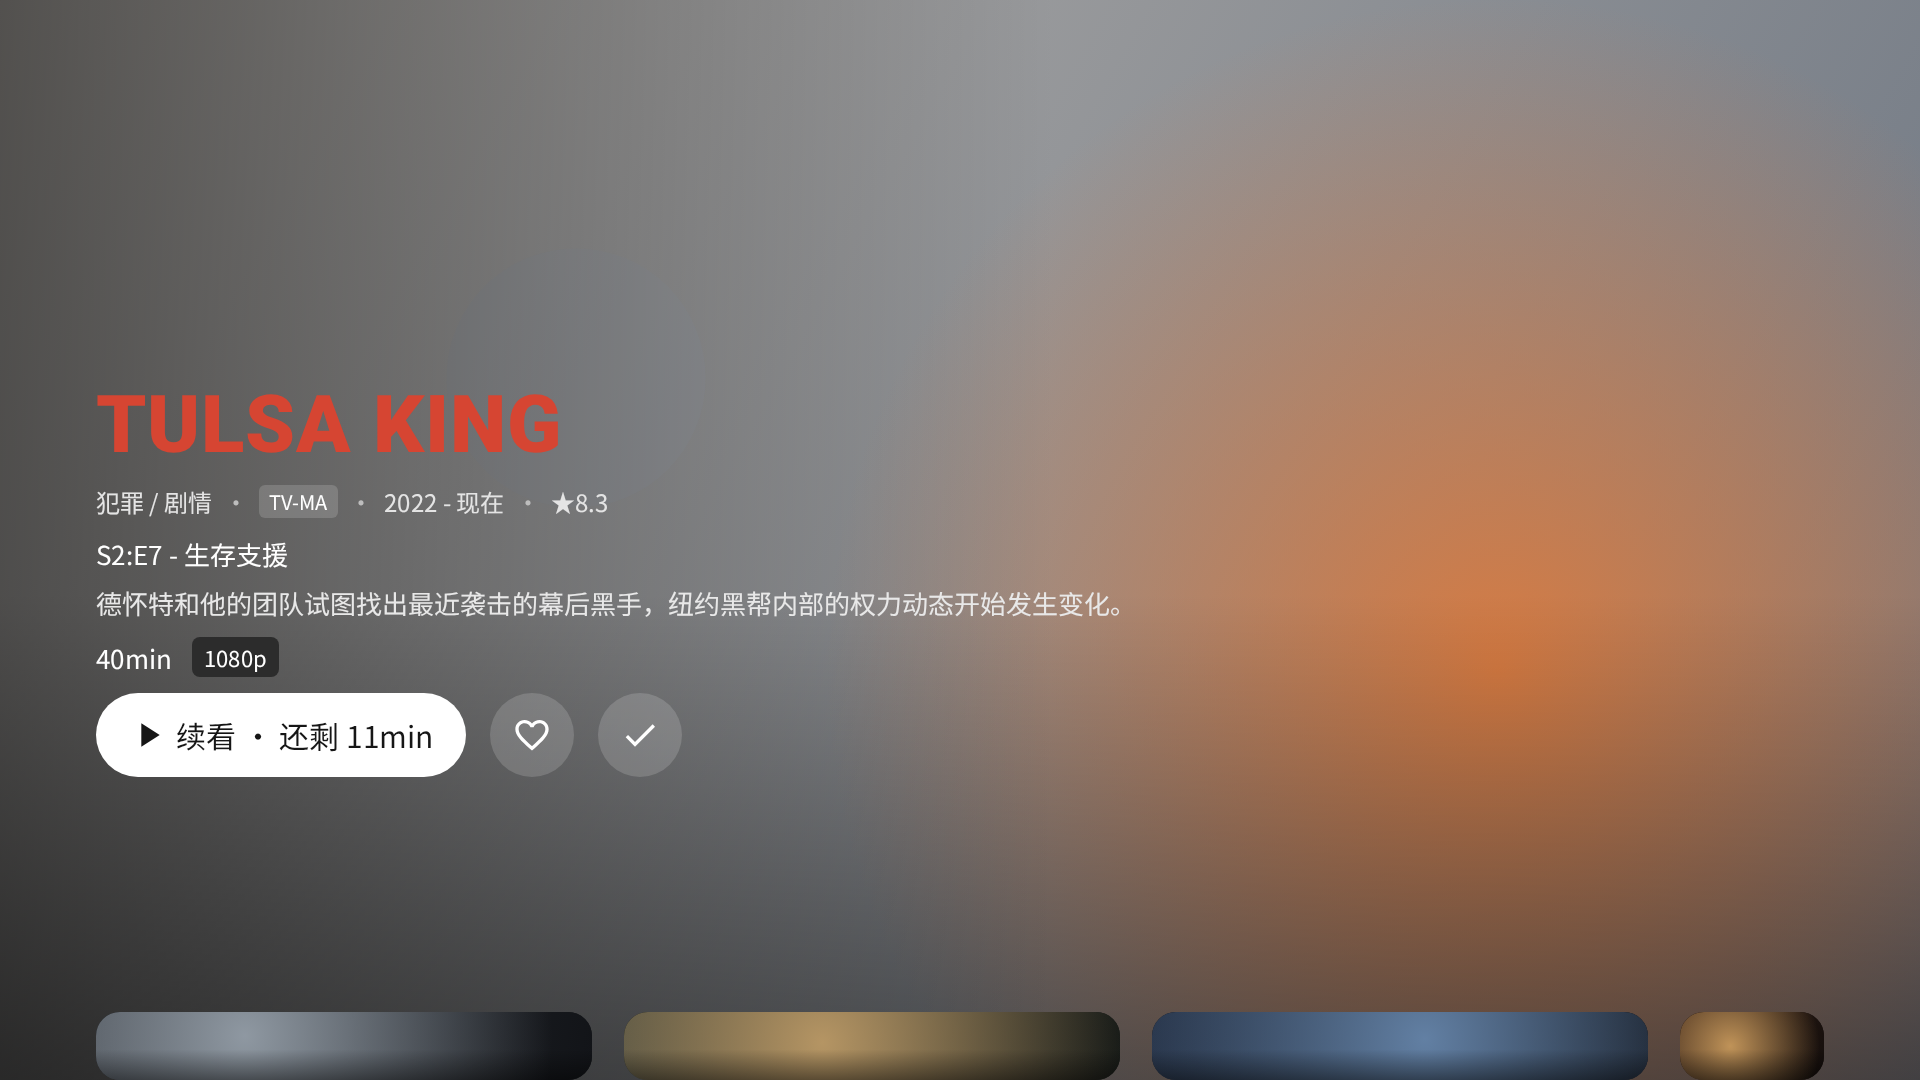 TULSA KING
犯罪 / 剧情 • TV-MA • 2022 - 现在 • ★8.3
S2:E7 - 生存支援
德怀特和他的团队试图找出最近袭击的幕后黑手，纽约黑帮内部的权力动态开始发生变化。
40min 1080p
续看 · 还剩 11min